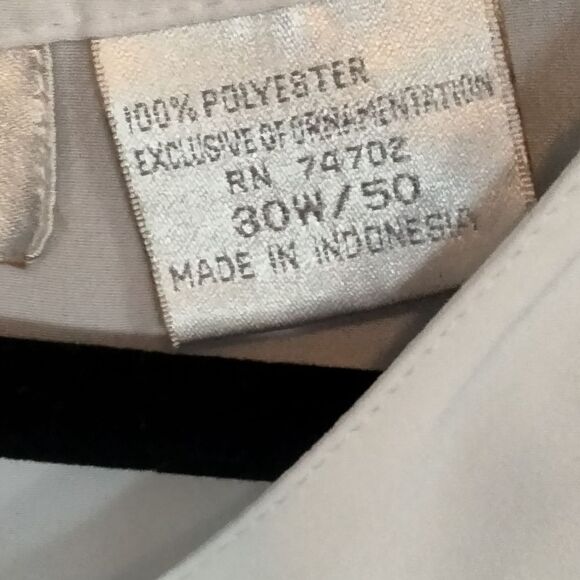 100% POLYESTER
EXCLUSIVE OF ORNAMENTATION
RN 74702
30W/50
MADE IN INDONESIA